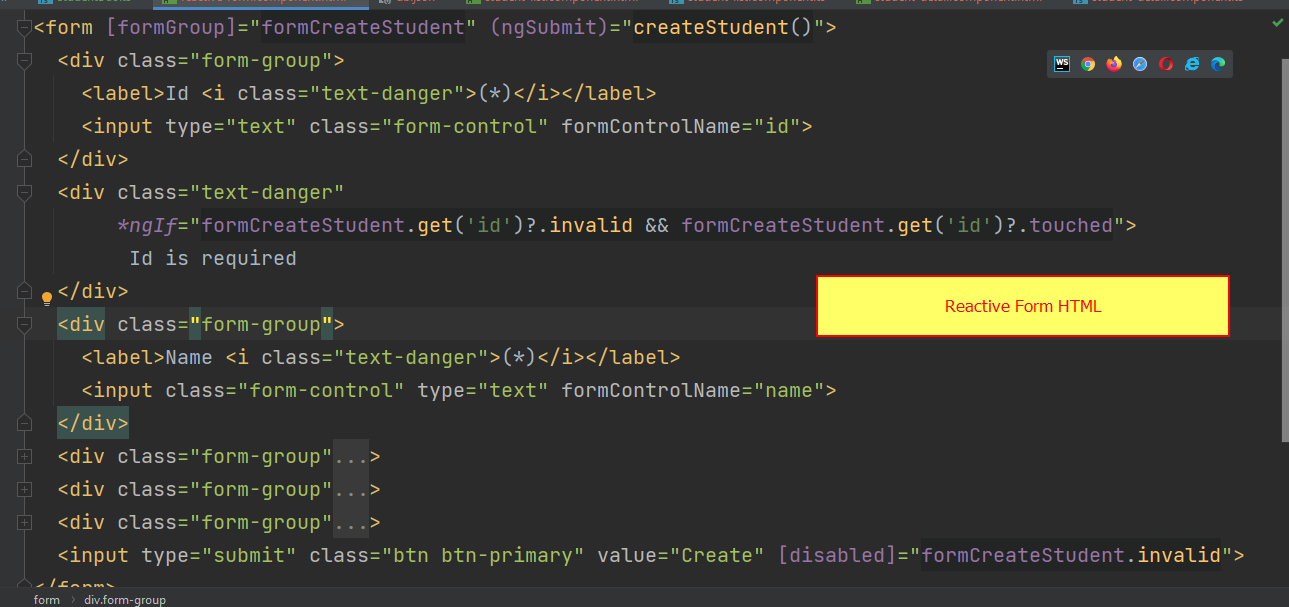 <form [formGroup]="formCreateStudent" (ngSubmit)="createStudent()">
<div class="form-group">
WS
<label>Id <i class="text-danger">(*)</i></label>
<input type="text" class="form-control" formControlName="id">
</div>
<div class="text-danger"
*ngIf="formCreateStudent.get('id')?.invalid && formCreateStudent.get('id')?.touched">
Id is required
</div>
Reactive Form HTML
<div class="form-group">
<label>Name <i class="text-danger">(*)</i></label>
<input class="form-control" type="text" formControlName="name">
</div>
<div class="form-group"...>
<div class="form-group"...>
<div class="form-group"...>
<input type="submit" class="btn btn-primary" value="Create" [disabled]="formCreateStudent.invalid">
</form>
form › div.form-group